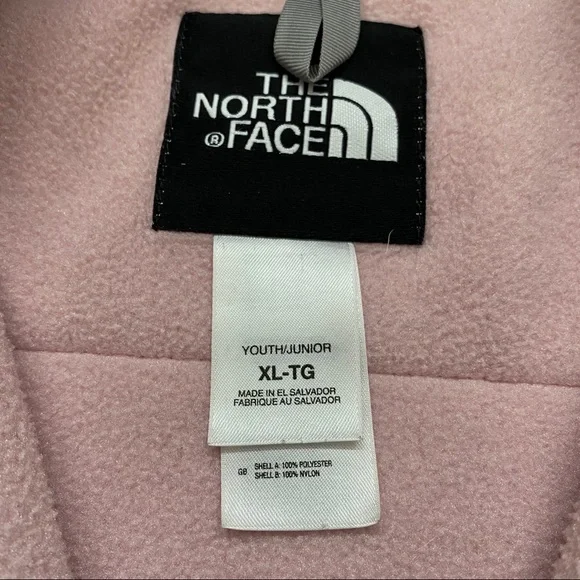 THE
NORTH
® FACE
YOUTH/JUNIOR
XL-TG
MADE IN EL SALVADOR
FABRIQUE AU SALVADOR
GB SHELL A: 100% POLYESTER
SHELL B: 100% NYLON